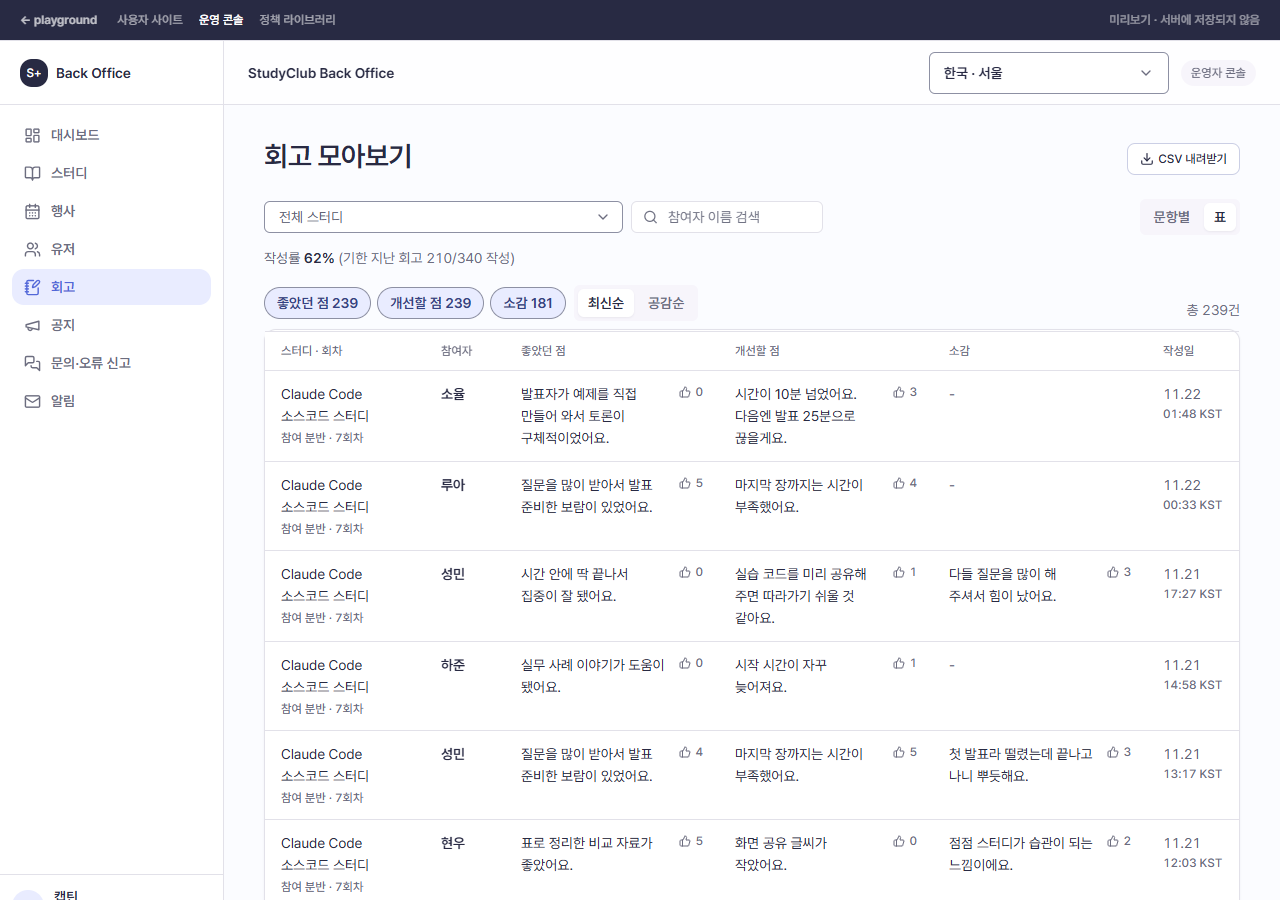 ← playground 사용자 사이트 운영 콘솔 정책 라이브러리 미리보기 · 서버에 저장되지 않음
S+ Back Office
StudyClub Back Office
한국 · 서울
운영자 콘솔
대시보드
스터디
행사
유저
회고
공지
문의·오류 신고
알림
캡틴
회고 모아보기
CSV 내려받기
전체 스터디
참여자 이름 검색
문항별 표
작성률 62% (기한 지난 회고 210/340 작성)
좋았던 점 239 개선할 점 239 소감 181 최신순 공감순
총 239건
스터디 · 회차 참여자 좋았던 점 개선할 점 소감 작성일
Claude Code
소스코드 스터디
참여 분반 · 7회차
소율
발표자가 예제를 직접
만들어 와서 토론이
구체적이었어요.
0
시간이 10분 넘었어요.
다음엔 발표 25분으로
끊을게요.
3
-
11.22
01:48 KST
Claude Code
소스코드 스터디
참여 분반 · 7회차
루아
질문을 많이 받아서 발표
준비한 보람이 있었어요.
5
마지막 장까지는 시간이
부족했어요.
4
-
11.22
00:33 KST
Claude Code
소스코드 스터디
참여 분반 · 7회차
성민
시간 안에 딱 끝나서
집중이 잘 됐어요.
0
실습 코드를 미리 공유해
주면 따라가기 쉬울 것
같아요.
1
다들 질문을 많이 해
주셔서 힘이 났어요.
3
11.21
17:27 KST
Claude Code
소스코드 스터디
참여 분반 · 7회차
하준
실무 사례 이야기가 도움이
됐어요.
0
시작 시간이 자꾸
늦어져요.
1
-
11.21
14:58 KST
Claude Code
소스코드 스터디
참여 분반 · 7회차
성민
질문을 많이 받아서 발표
준비한 보람이 있었어요.
4
마지막 장까지는 시간이
부족했어요.
5
첫 발표라 떨렸는데 끝나고
나니 뿌듯해요.
3
11.21
13:17 KST
Claude Code
소스코드 스터디
참여 분반 · 7회차
현우
표로 정리한 비교 자료가
좋았어요.
5
화면 공유 글씨가
작았어요.
0
점점 스터디가 습관이 되는
느낌이에요.
2
11.21
12:03 KST